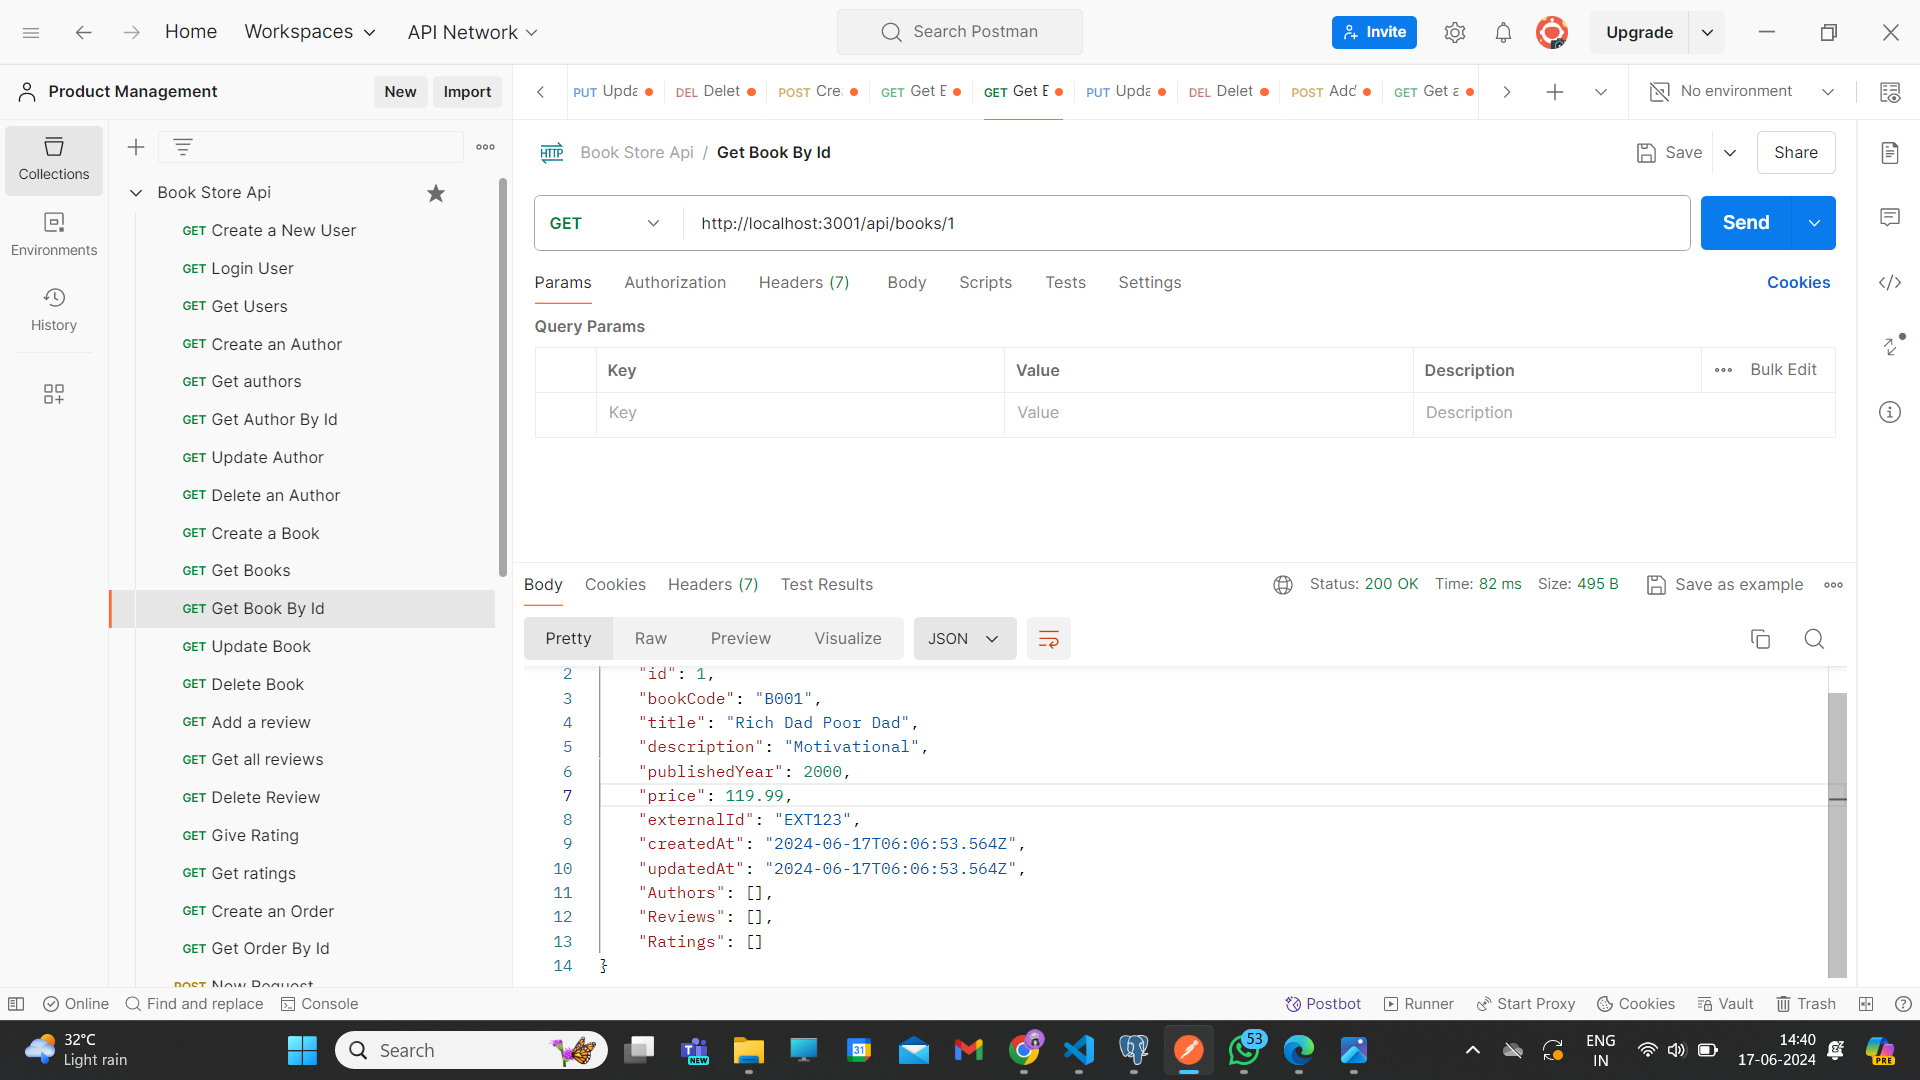 Home Workspaces API Network Search Postman Invite Upgrade
Product Management New Import PUT Upda DEL Delet POST Cre GET Get E GET Get E PUT Upda DEL Delet POST Add GET Get a No environment
Collections
Environments
History
Book Store Api
GET Create a New User
GET Login User
GET Get Users
GET Create an Author
GET Get authors
GET Get Author By Id
GET Update Author
GET Delete an Author
GET Create a Book
GET Get Books
GET Get Book By Id
GET Update Book
GET Delete Book
GET Add a review
GET Get all reviews
GET Delete Review
GET Give Rating
GET Get ratings
GET Create an Order
GET Get Order By Id
POST New Request
HTTP Book Store Api / Get Book By Id Save Share
GET http://localhost:3001/api/books/1 Send
Params Authorization Headers (7) Body Scripts Tests Settings Cookies
Query Params
Key Value Description Bulk Edit
Key Value Description
Body Cookies Headers (7) Test Results Status: 200 OK Time: 82 ms Size: 495 B Save as example
Pretty Raw Preview Visualize JSON
2 "id": 1,
3 "bookCode": "B001",
4 "title": "Rich Dad Poor Dad",
5 "description": "Motivational",
6 "publishedYear": 2000,
7 "price": 119.99,
8 "externalId": "EXT123",
9 "createdAt": "2024-06-17T06:06:53.564Z",
10 "updatedAt": "2024-06-17T06:06:53.564Z",
11 "Authors": [],
12 "Reviews": [],
13 "Ratings": []
14 }
Online Find and replace Console Postbot Runner Start Proxy Cookies Vault Trash
32°C
Light rain
Search
NEW
31
53
ENG
IN
14:40
17-06-2024
PRE